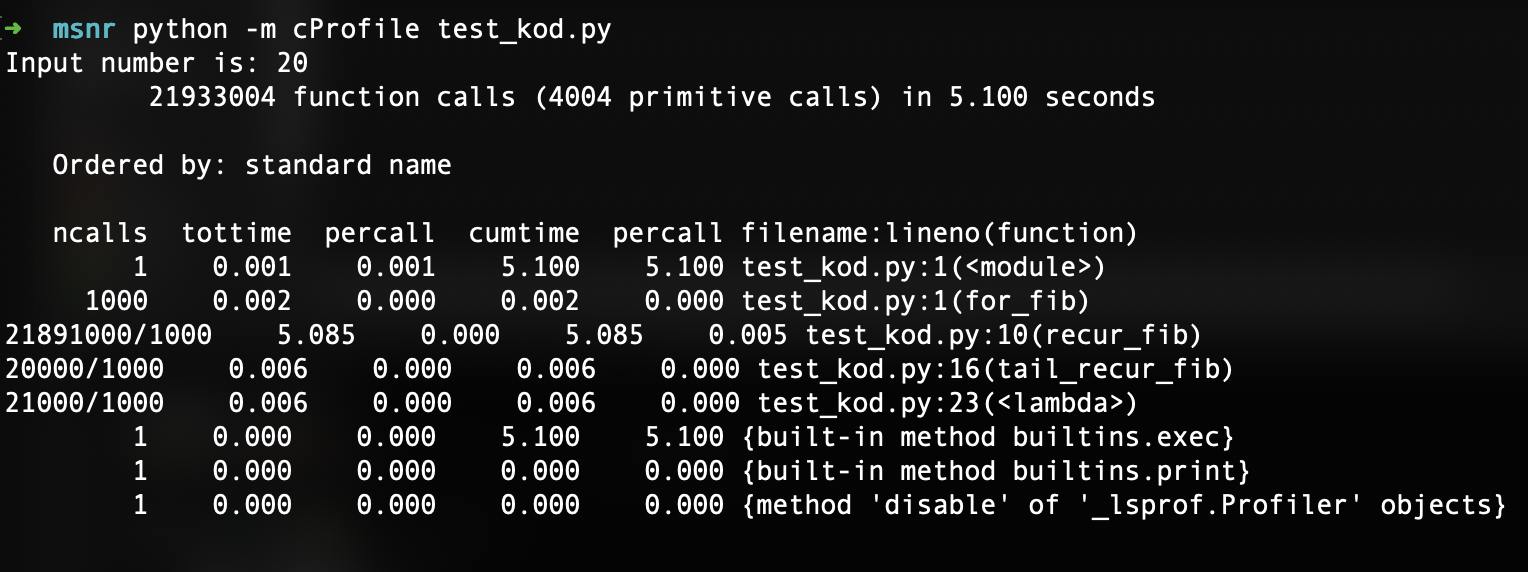 ➜  msnr python -m cProfile test_kod.py
Input number is: 20
         21933004 function calls (4004 primitive calls) in 5.100 seconds

   Ordered by: standard name

   ncalls  tottime  percall  cumtime  percall filename:lineno(function)
        1    0.001    0.001    5.100    5.100 test_kod.py:1(<module>)
     1000    0.002    0.000    0.002    0.000 test_kod.py:1(for_fib)
21891000/1000    5.085    0.000    5.085    0.005 test_kod.py:10(recur_fib)
20000/1000    0.006    0.000    0.006    0.000 test_kod.py:16(tail_recur_fib)
21000/1000    0.006    0.000    0.006    0.000 test_kod.py:23(<lambda>)
        1    0.000    0.000    5.100    5.100 {built-in method builtins.exec}
        1    0.000    0.000    0.000    0.000 {built-in method builtins.print}
        1    0.000    0.000    0.000    0.000 {method 'disable' of '_lsprof.Profiler' objects}